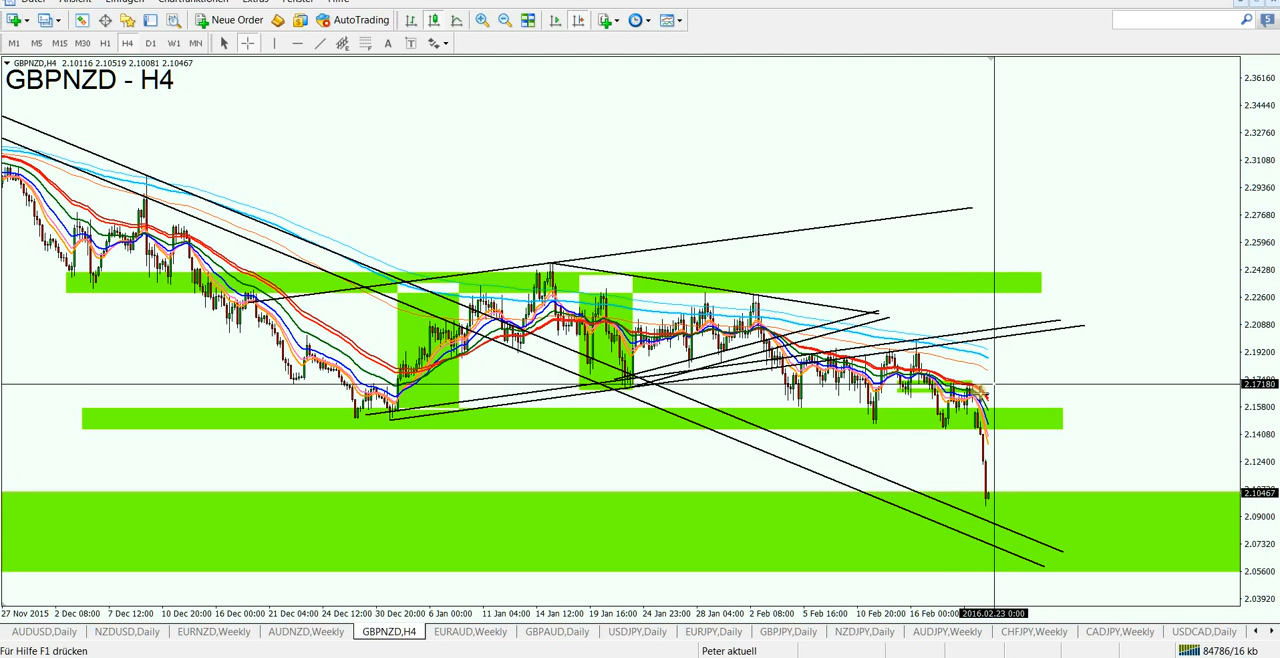 Datei Ansicht Einfügen Chartfunktionen Extras Fenster Hilfe
Neue Order AutoTrading
5
M1 M5 M15 M30 H1 H4 D1 W1 MN A T
GBPNZD,H4 2.10116 2.10519 2.10081 2.10467
GBPNZD - H4
2.36160
2.34440
2.32760
2.31080
2.29360
2.27680
2.25960
2.24280
2.22600
2.20880
2.19200
2.17180
2.15800
2.14080
2.12400
2.10467
2.09000
2.07320
2.05600
2.03920
27 Nov 2015 2 Dec 08:00 7 Dec 12:00 10 Dec 20:00 16 Dec 00:00 21 Dec 04:00 24 Dec 12:00 30 Dec 20:00 6 Jan 00:00 11 Jan 04:00 14 Jan 12:00 19 Jan 16:00 24 Jan 23:00 28 Jan 04:00 2 Feb 08:00 5 Feb 16:00 10 Feb 20:00 16 Feb 00:00 2016.02.23 0:00
AUDUSD,Daily NZDUSD,Daily EURNZD,Weekly AUDNZD,Weekly GBPNZD,H4 EURAUD,Weekly GBPAUD,Daily USDJPY,Daily EURJPY,Daily GBPJPY,Daily NZDJPY,Daily AUDJPY,Weekly CHFJPY,Weekly CADJPY,Weekly USDCAD,Daily
Für Hilfe F1 drücken Peter aktuell 84786/16 kb